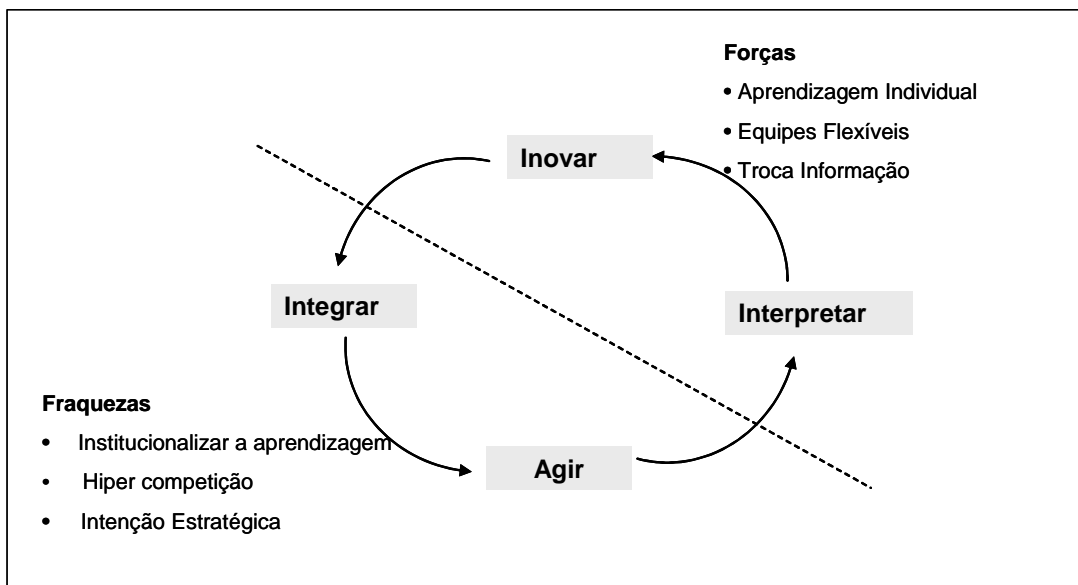 Forças
• Aprendizagem Individual
• Equipes Flexíveis
• Troca Informação
Inovar
Integrar
Interpretar
Agir
Fraquezas
• Institucionalizar a aprendizagem
• Hiper competição
• Intenção Estratégica